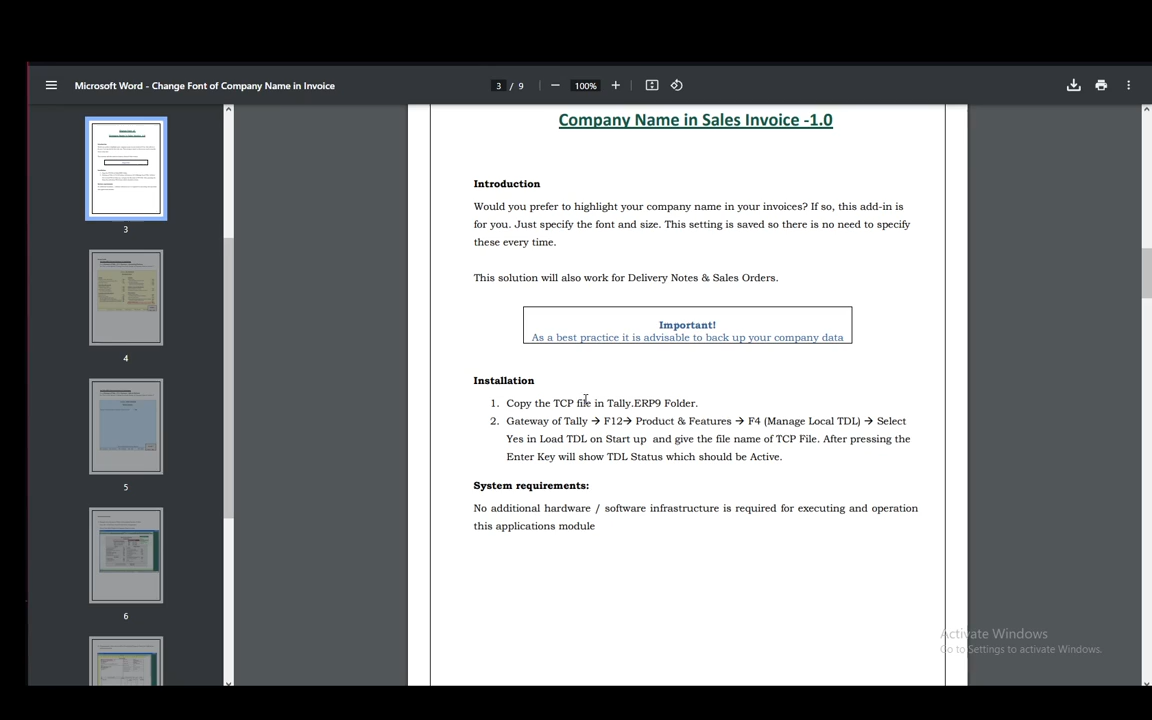 Microsoft Word - Change Font of Company Name in Invoice
3 / 9
100%
3
4
5
6
Company Name in Sales Invoice -1.0
Introduction
Would you prefer to highlight your company name in your invoices? If so, this add-in is
for you. Just specify the font and size. This setting is saved so there is no need to specify
these every time.
This solution will also work for Delivery Notes & Sales Orders.
Important!
As a best practice it is advisable to back up your company data
Installation
1. Copy the TCP file in Tally.ERP9 Folder.
2. Gateway of Tally → F12→ Product & Features → F4 (Manage Local TDL) → Select
Yes in Load TDL on Start up and give the file name of TCP File. After pressing the
Enter Key will show TDL Status which should be Active.
System requirements:
No additional hardware / software infrastructure is required for executing and operation
this applications module
Activate Windows
Go to Settings to activate Windows.